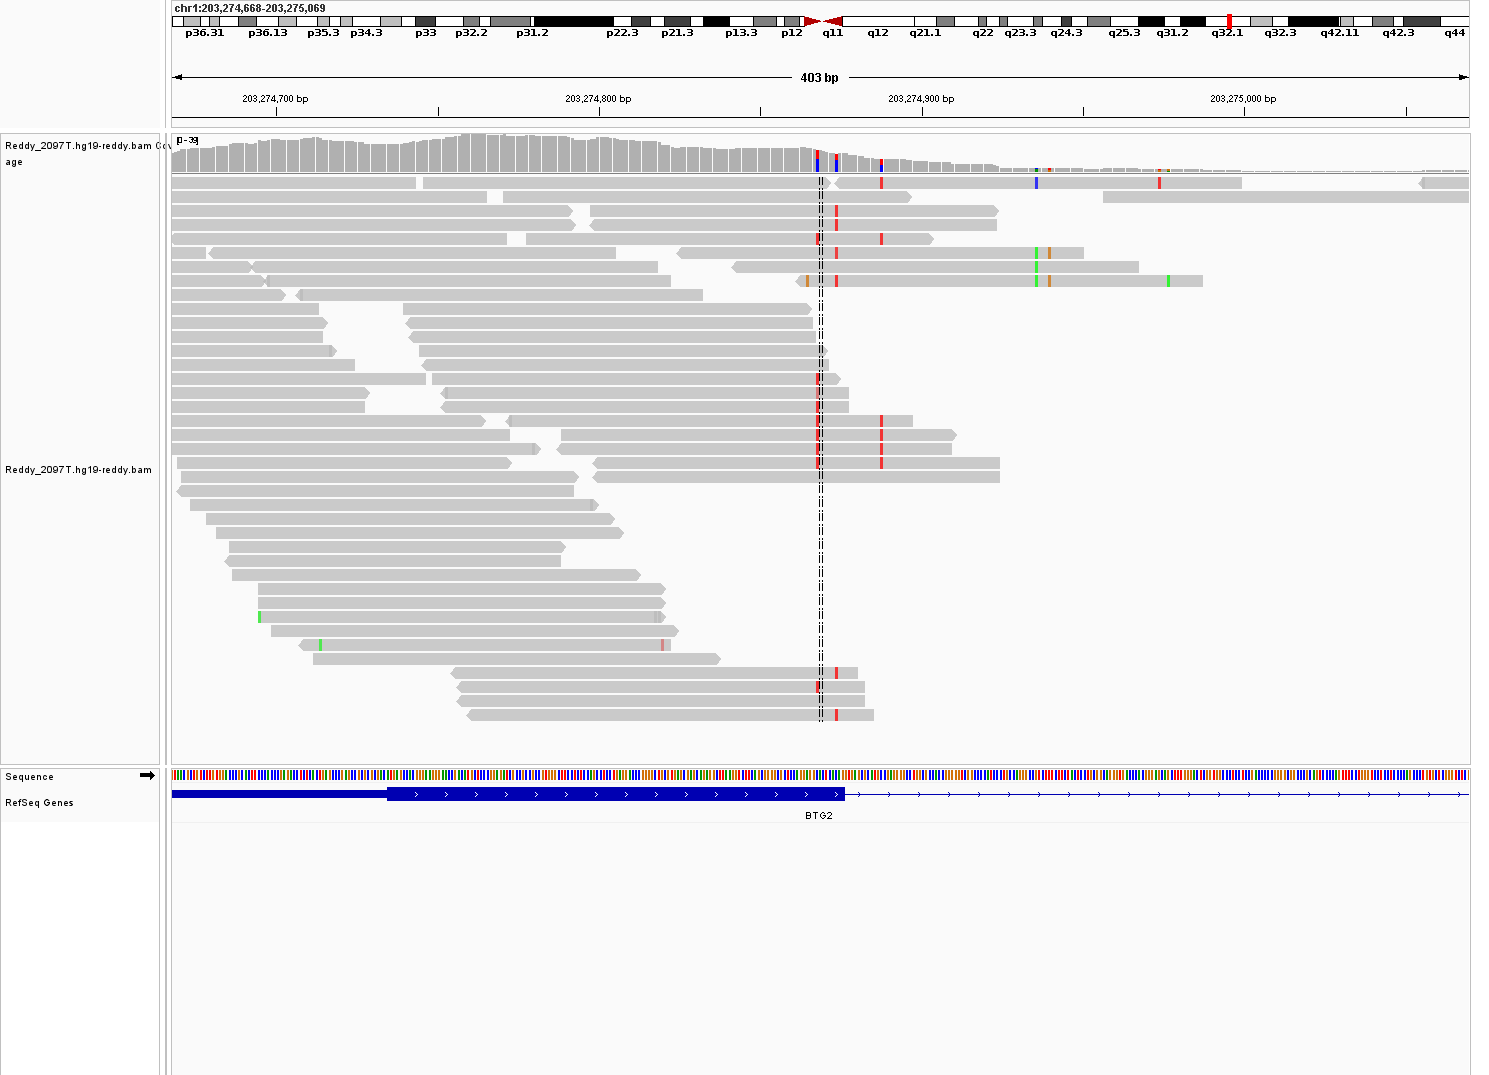 chr1:203,274,668-203,275,069
p36.31 p36.13 p35.3 p34.3 p33 p32.2 p31.2 p22.3 p21.3 p13.3 p12 q11 q12 q21.1 q22 q23.3 q24.3 q25.3 q31.2 q32.1 q32.3 q42.11 q42.3 q44
403 bp
203,274,700 bp 203,274,800 bp 203,274,900 bp 203,275,000 bp
[0 - 39]
Reddy_2097T.hg19-reddy.bam Cov
age
Reddy_2097T.hg19-reddy.bam
Sequence
RefSeq Genes
BTG2